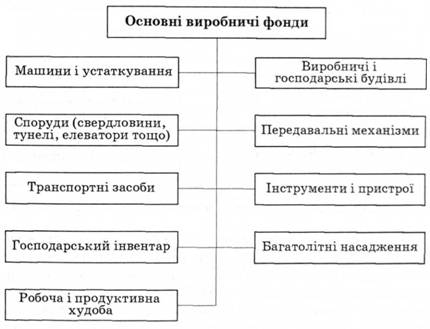 Основні виробничі фонди
Машини і устаткування
Виробничі і
господарські будівлі
Споруди (свердловини,
тунелі, елеватори тощо)
Передавальні механізми
Транспортні засоби
Інструменти і пристрої
Господарський інвентар
Багатолітні насадження
Робоча і продуктивна
худоба